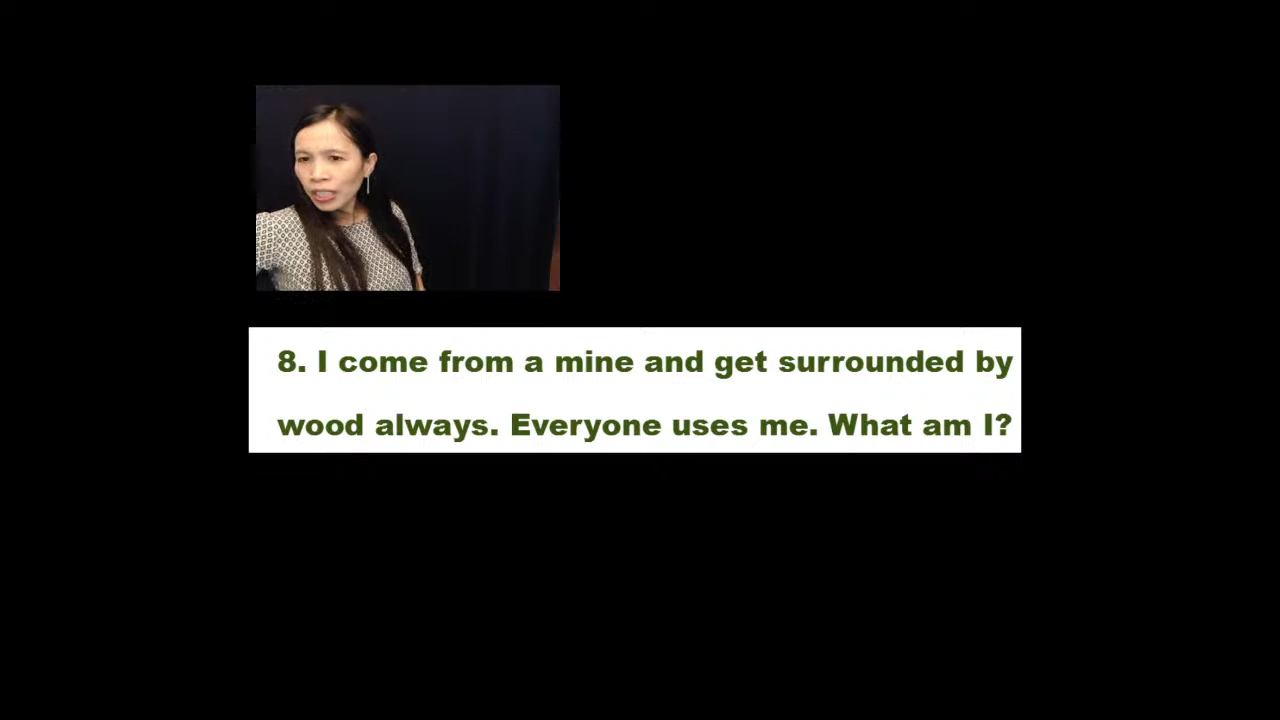 8. I come from a mine and get surrounded by
wood always. Everyone uses me. What am I?